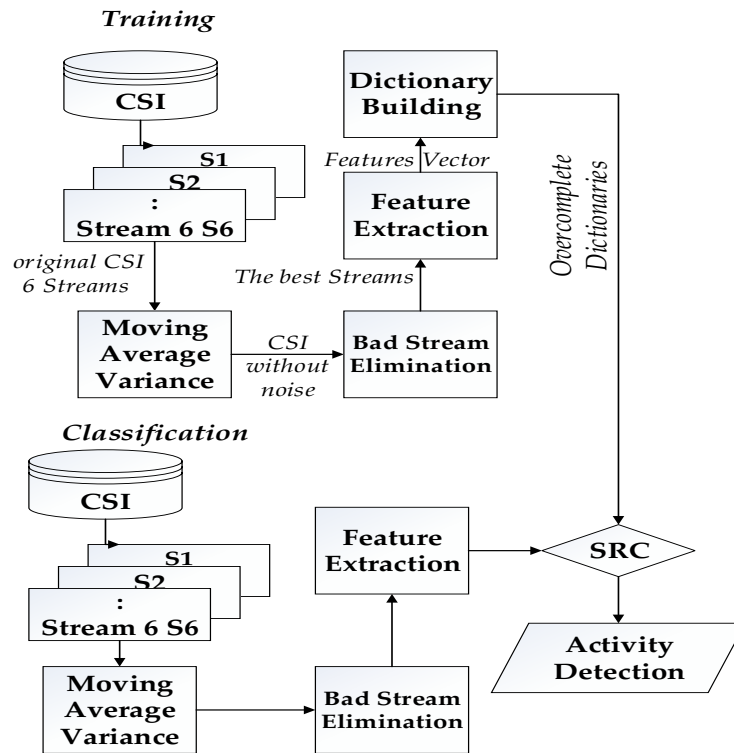 Training
CSI
S1
S2
:
Stream 6 S6
original CSI
6 Streams
Moving
Average
Variance
CSI
without
noise
Bad Stream
Elimination
The best Streams
Feature
Extraction
Features Vector
Dictionary
Building
Overcomplete
Dictionaries
Classification
CSI
S1
S2
:
Stream 6 S6
Moving
Average
Variance
Bad Stream
Elimination
Feature
Extraction
SRC
Activity
Detection